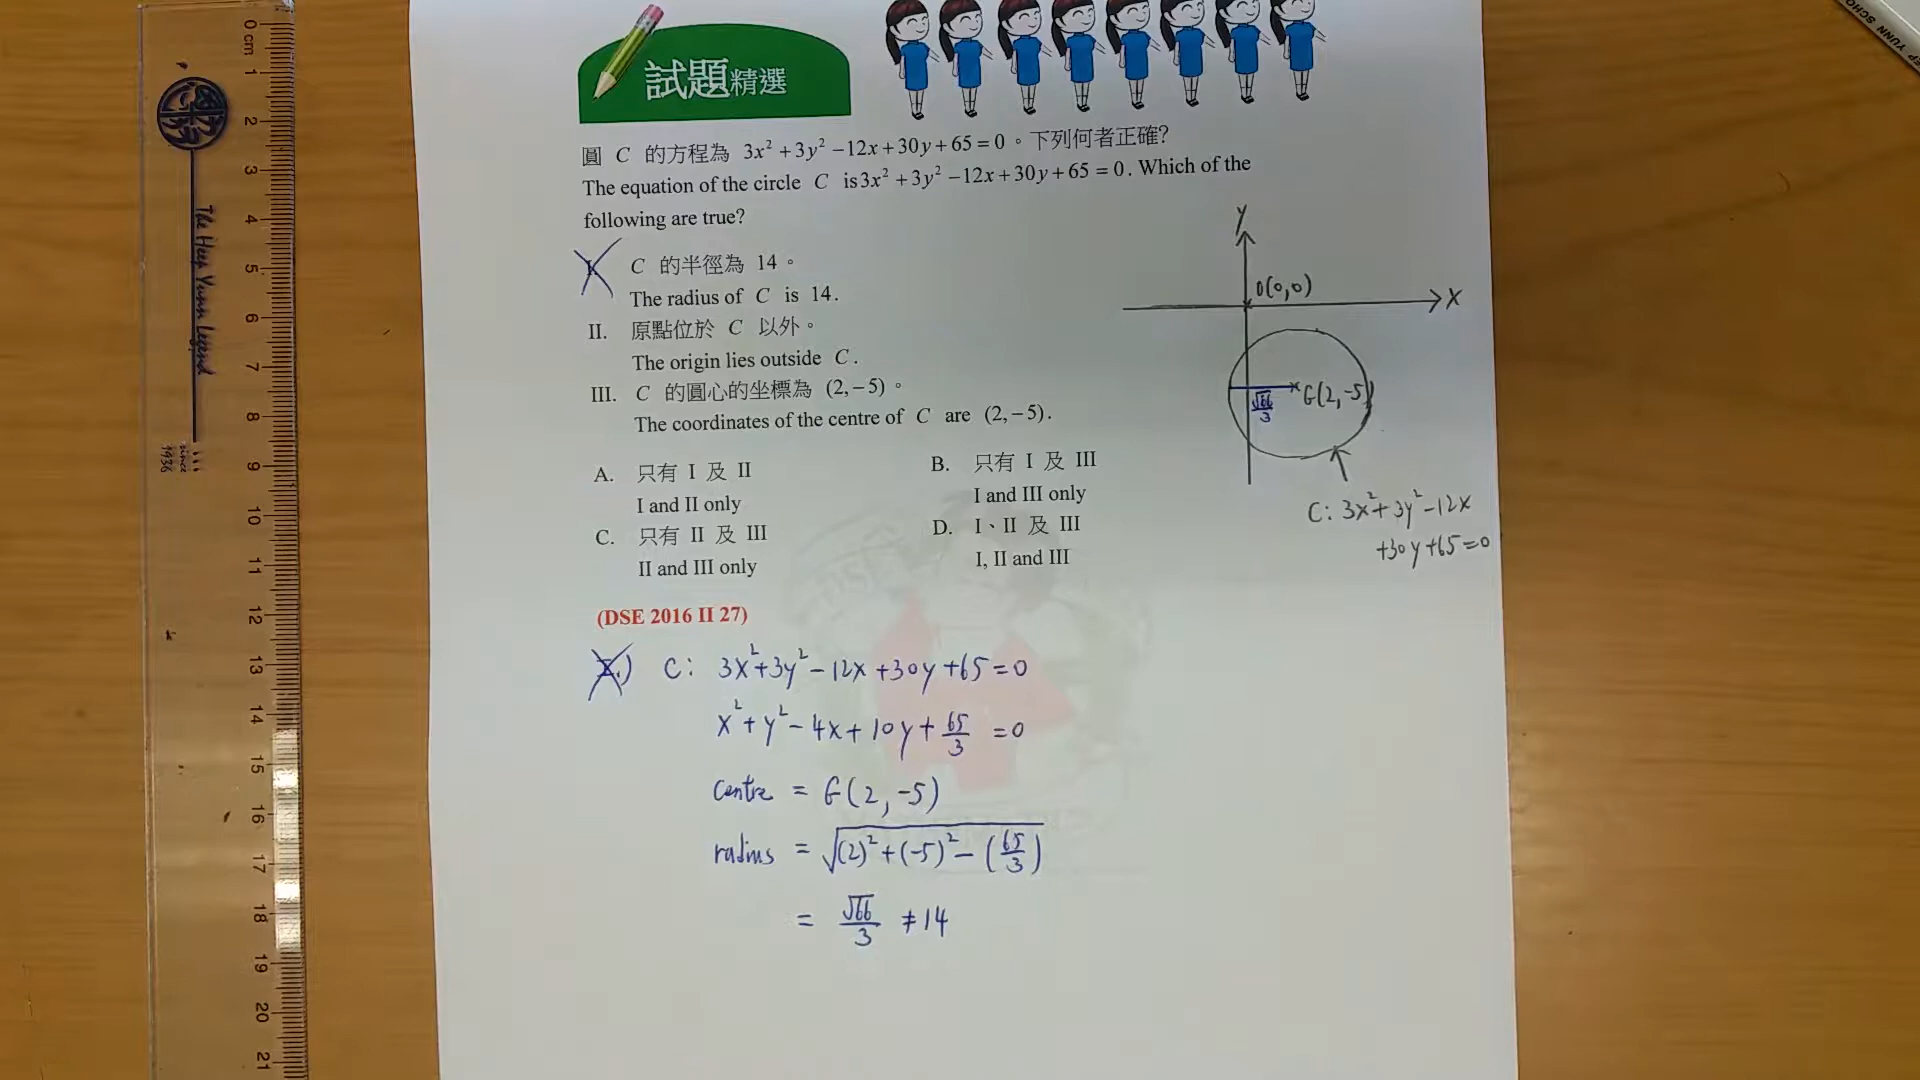 試題精選
圓 C 的方程為 3x² + 3y² − 12x + 30y + 65 = 0。下列何者正確?
The equation of the circle C is 3x² + 3y² − 12x + 30y + 65 = 0. Which of the
following are true?
I. C 的半徑為 14。
The radius of C is 14.
II. 原點位於 C 以外。
The origin lies outside C.
III. C 的圓心的坐標為 (2, −5)。
The coordinates of the centre of C are (2, −5).
A. 只有 I 及 II
I and II only
B. 只有 I 及 III
I and III only
C. 只有 II 及 III
II and III only
D. I、II 及 III
I, II and III
(DSE 2016 II 27)
I.) C: 3x² + 3y² − 12x + 30y + 65 = 0
x² + y² − 4x + 10y + 65/3 = 0
centre = G(2, −5)
radius = √((2)² + (−5)² − (65/3))
= √66/3 ≠ 14
Y
O(0,0)
X
G(2, −5)
√66/3
C: 3x² + 3y² − 12x
+30y + 65 = 0
0 cm 1 2 3 4 5 6 7 8 9 10 11 12 13 14 15 16 17 18 19 20 21
The Heep Yunn Legend
since
1936
EP YUNN SCHO